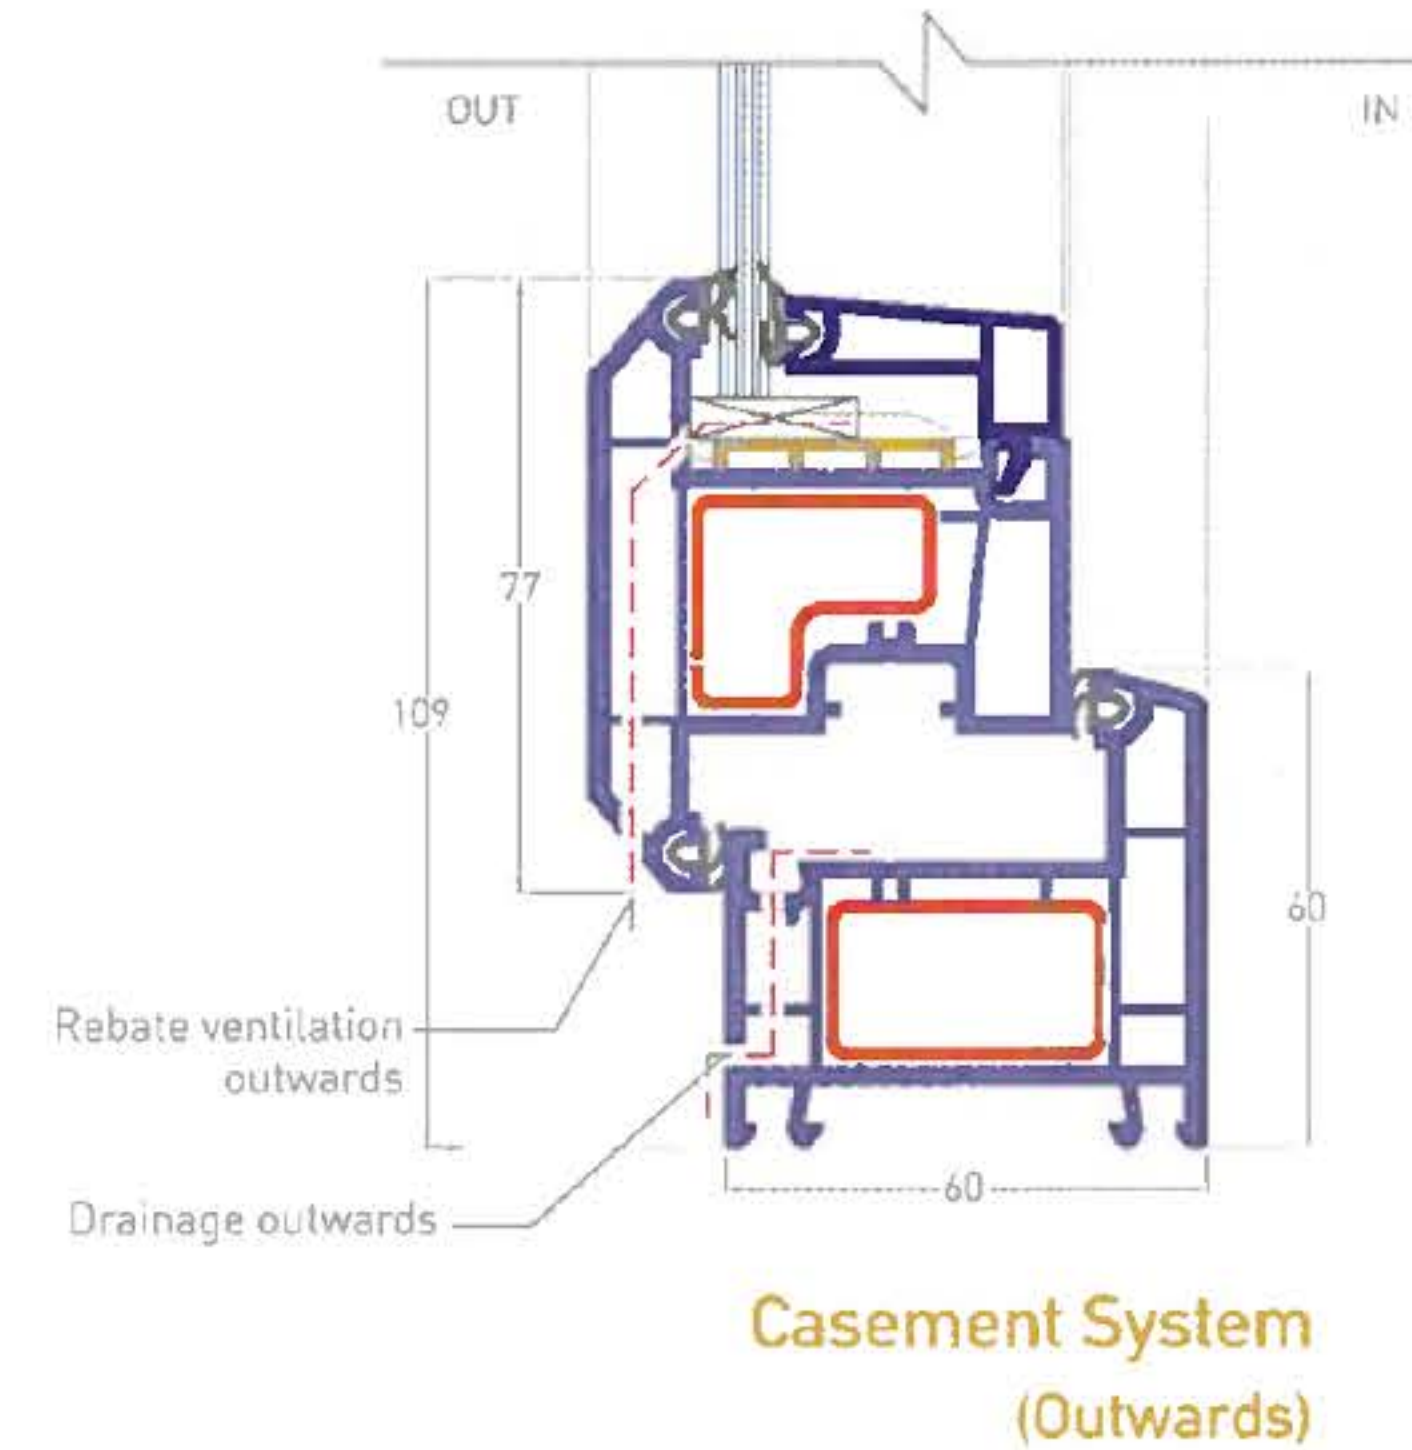 OUT
IN
77
109
60
Rebate ventilation
outwards
Drainage outwards
60
Casement System
(Outwards)